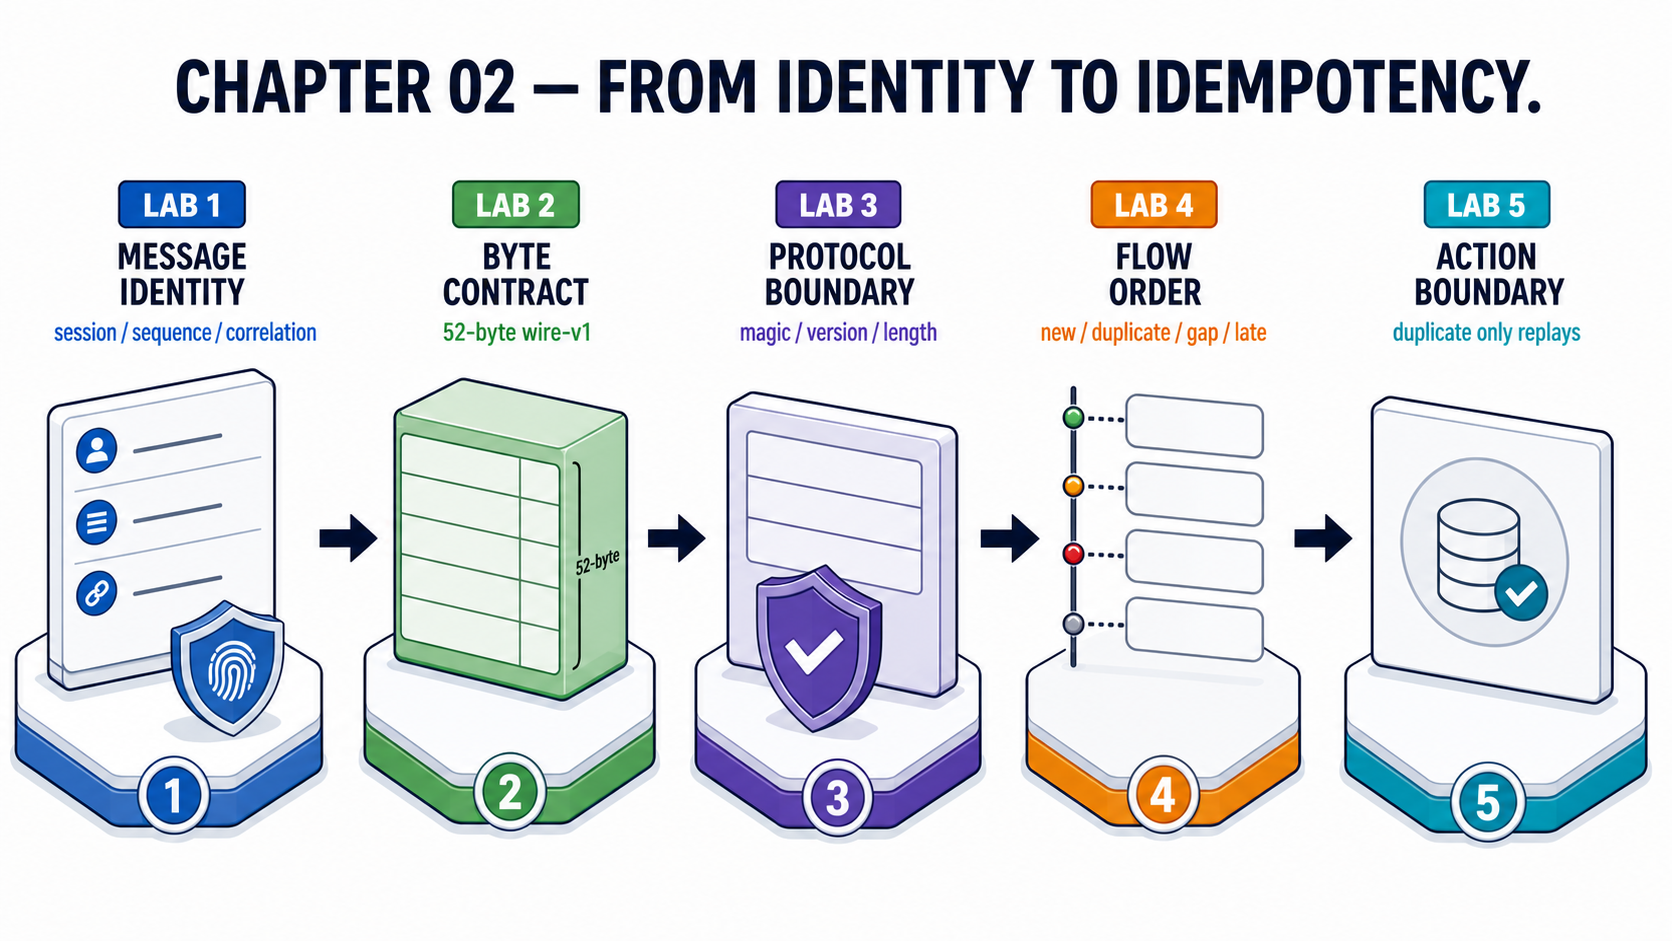 CHAPTER 02 — FROM IDENTITY TO IDEMPOTENCY.
LAB 1
MESSAGE
IDENTITY
session / sequence / correlation
1
LAB 2
BYTE
CONTRACT
52-byte wire-v1
52-byte
2
LAB 3
PROTOCOL
BOUNDARY
magic / version / length
3
LAB 4
FLOW
ORDER
new / duplicate / gap / late
4
LAB 5
ACTION
BOUNDARY
duplicate only replays
5